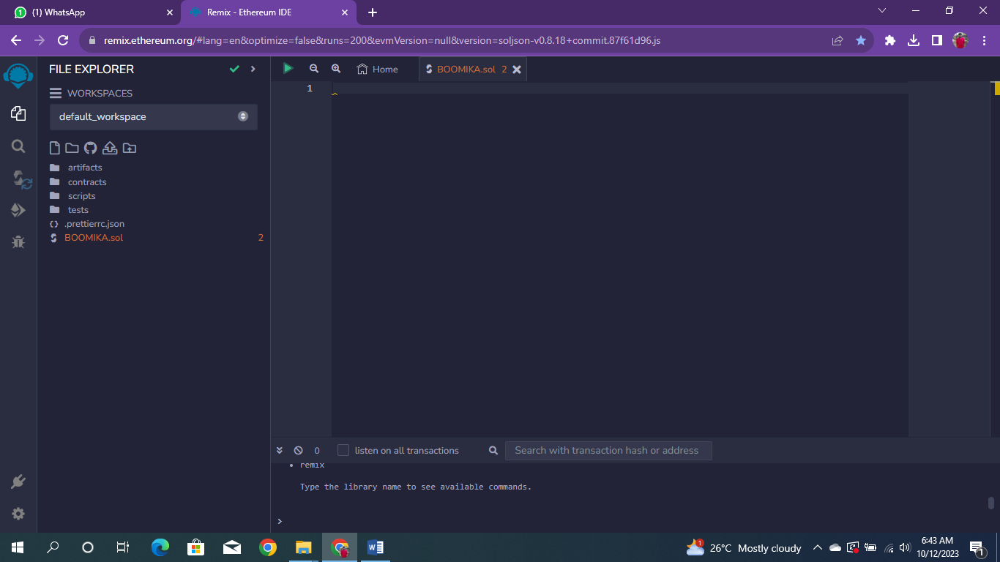 (1) WhatsApp
Remix - Ethereum IDE
remix.ethereum.org/#lang=en&optimize=false&runs=200&evmVersion=null&version=soljson-v0.8.18+commit.87f61d96.js
FILE EXPLORER
WORKSPACES
default_workspace
artifacts
contracts
scripts
tests
.prettierrc.json
BOOMIKA.sol 2
Home
BOOMIKA.sol 2
1
0
listen on all transactions
Search with transaction hash or address
• remix
Type the library name to see available commands.
>
26°C Mostly cloudy
6:43 AM
10/12/2023
1